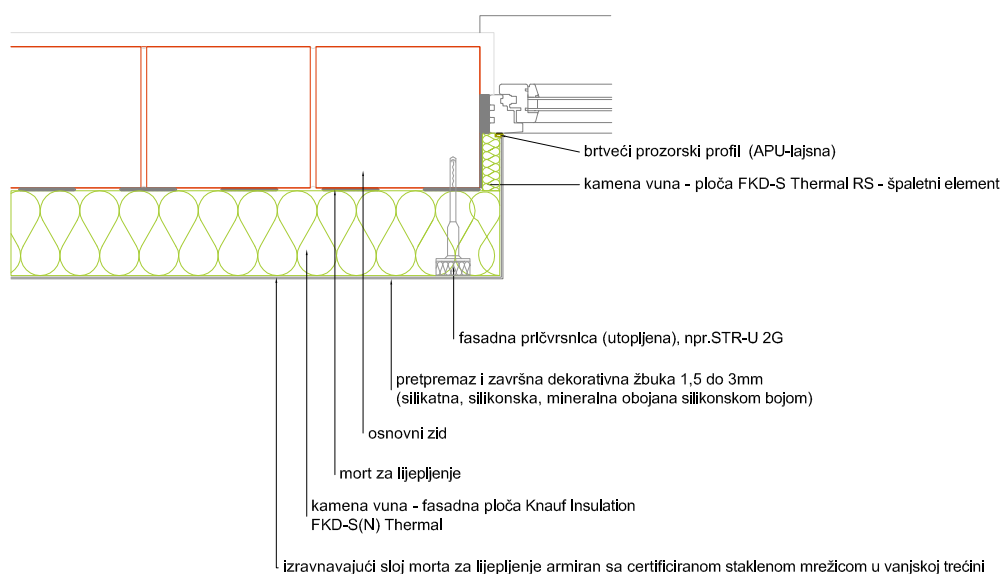 brtveći prozorski profil (APU-lajsna)
kamena vuna - ploča FKD-S Thermal RS - špaletni element
fasadna pričvrsnica (utopljena), npr.STR-U 2G
pretpremaz i završna dekorativna žbuka 1,5 do 3mm
(silikatna, silikonska, mineralna obojana silikonskom bojom)
osnovni zid
mort za lijepljenje
kamena vuna - fasadna ploča Knauf Insulation
FKD-S(N) Thermal
izravnavajući sloj morta za lijepljenje armiran sa certificiranom staklenom mrežicom u vanjskoj trećini